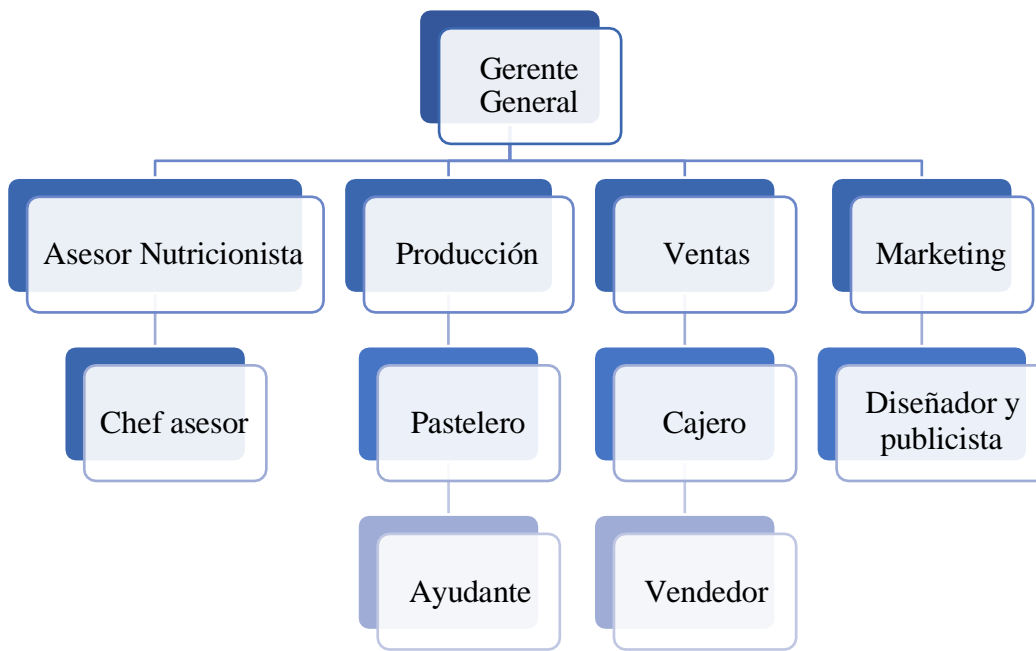 Gerente
General
Asesor Nutricionista
Producción
Ventas
Marketing
Chef asesor
Pastelero
Cajero
Diseñador y
publicista
Ayudante
Vendedor